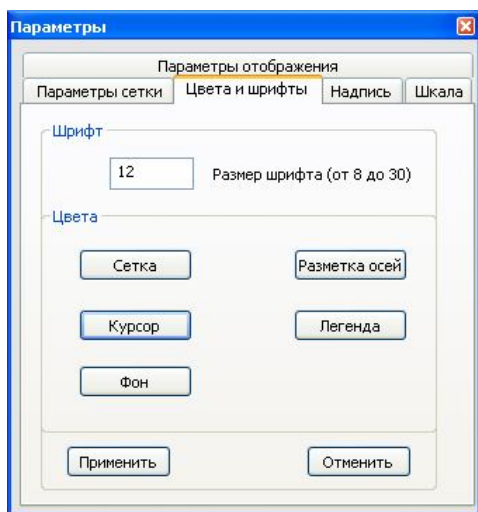 Параметры
Параметры отображения
Параметры сетки Цвета и шрифты Надпись Шкала
Шрифт
12 Размер шрифта (от 8 до 30)
Цвета
Сетка Разметка осей
Курсор Легенда
Фон
Применить Отменить